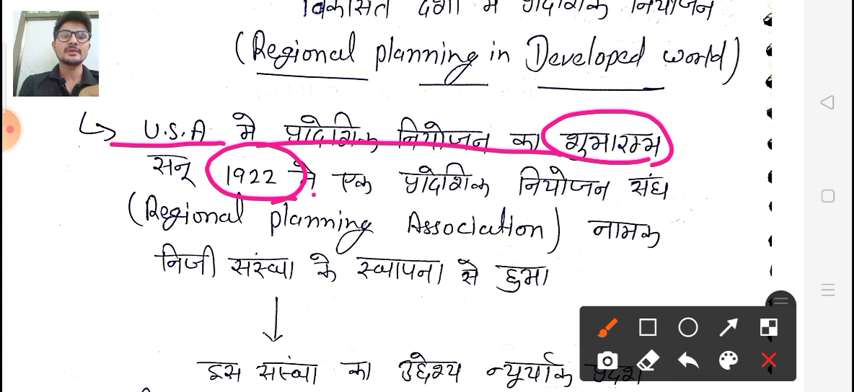 विकसित देशों में प्रादेशिक नियोजन
(Regional planning in Developed world)
↳ U.S.A में प्रादेशिक नियोजन का शुभारम्भ
सन् 1922 में एक प्रादेशिक नियोजन संघ
(Regional planning Association) नामक
निजी संस्था के स्थापना से हुआ
इस संस्था का उद्देश्य न्यूयार्क प्रदेश